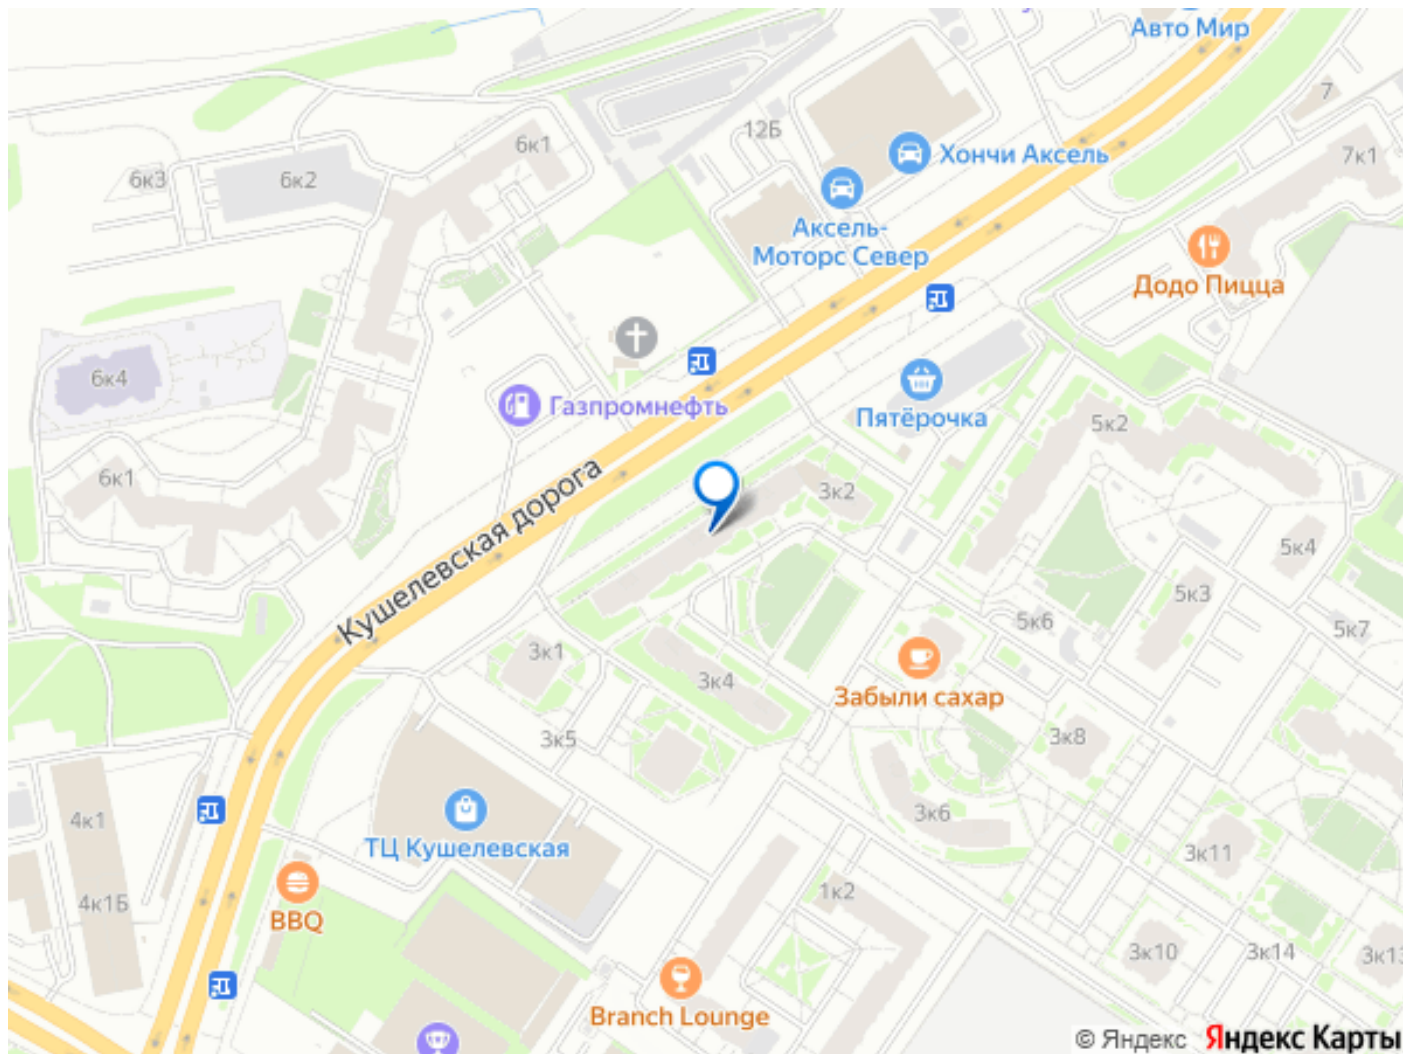 Авто Мир
7
12Б
6к1
7к1
Хончи Аксель
6к3
6к2
Аксель-
Моторс Север
Додо Пицца
6к4
Газпромнефть
Пятёрочка
5к2
6к1
3к2
Кушелевская дорога
5к4
5к3
5к6
5к7
3к1
3к4
Забыли сахар
3к5
3к8
4к1
3к6
ТЦ Кушелевская
3к11
4к1Б
1к2
BBQ
3к10
3к14
3к13
Branch Lounge
© Яндекс Яндекс Карты